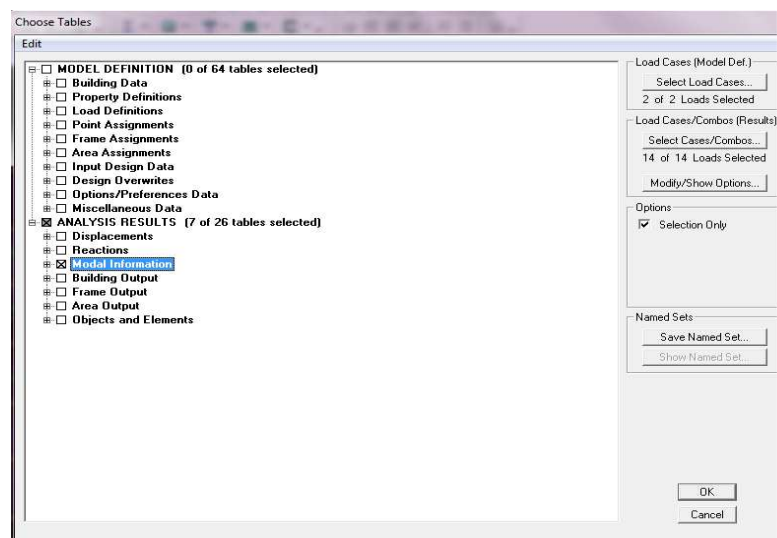 Choose Tables
Edit
MODEL DEFINITION (0 of 64 tables selected)
Building Data
Property Definitions
Load Definitions
Point Assignments
Frame Assignments
Area Assignments
Input Design Data
Design Overwrites
Options/Preferences Data
Miscellaneous Data
ANALYSIS RESULTS (7 of 26 tables selected)
Displacements
Reactions
Modal Information
Building Output
Frame Output
Area Output
Objects and Elements
Load Cases (Model Def.)
Select Load Cases...
2 of 2 Loads Selected
Load Cases/Combos (Results)
Select Cases/Combos...
14 of 14 Loads Selected
Modify/Show Options...
Options
Selection Only
Named Sets
Save Named Set...
Show Named Set...
OK
Cancel